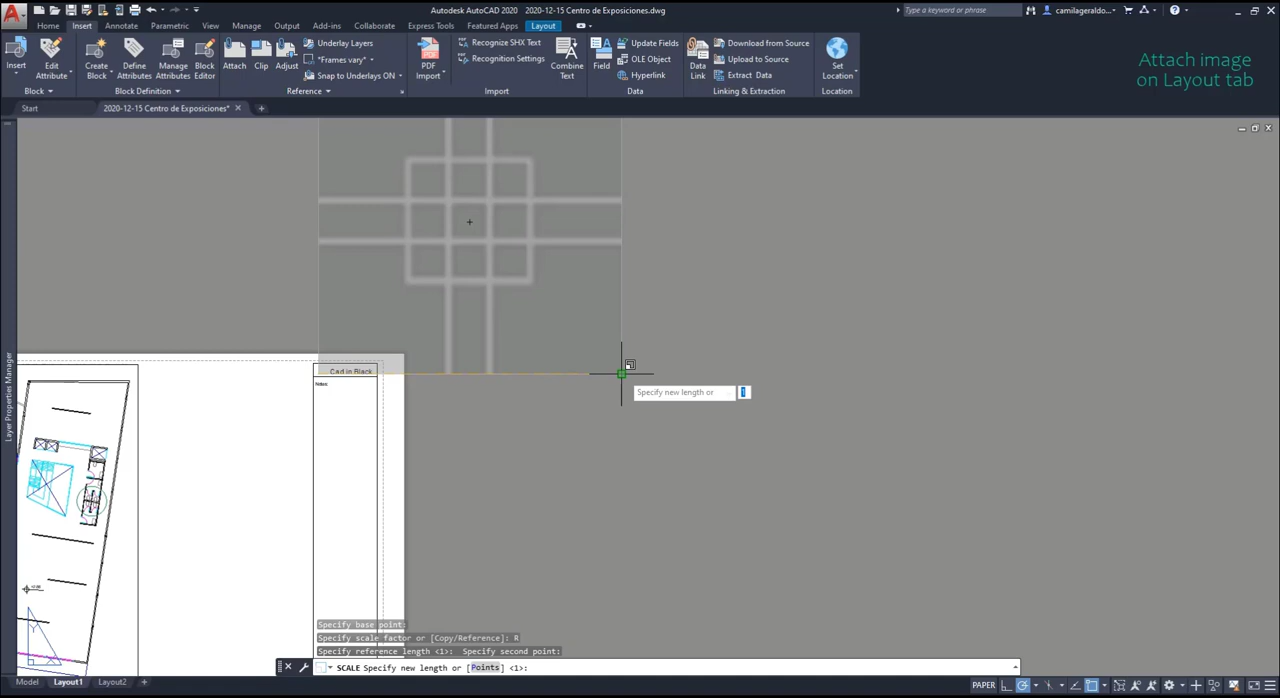 Autodesk AutoCAD 2020 2020-12-15 Centro de Exposiciones.dwg
Type a keyword or phrase
camilageraldo...
Home Insert Annotate Parametric View Manage Output Add-ins Collaborate Express Tools Featured Apps Layout
Insert
Edit
Attribute
Create
Block
Define
Attributes
Manage
Attributes
Block
Editor
Block
Block Definition
Attach
Clip
Adjust
Underlay Layers
*Frames vary*
Snap to Underlays ON
Reference
PDF
Import
Recognize SHX Text
Recognition Settings
Combine
Text
Import
Field
Update Fields
OLE Object
Hyperlink
Data
Data
Link
Download from Source
Upload to Source
Extract Data
Linking & Extraction
Set
Location
Location
Attach image
on Layout tab
Start 2020-12-15 Centro de Exposiciones*
Layer Properties Manager
Cad in Black
Notes:
Specify new length or 1
Specify base point:
Specify scale factor or [Copy/Reference]: R
Specify reference length <1>: Specify second point:
SCALE Specify new length or [Points] <1>:
Model Layout1 Layout2
PAPER